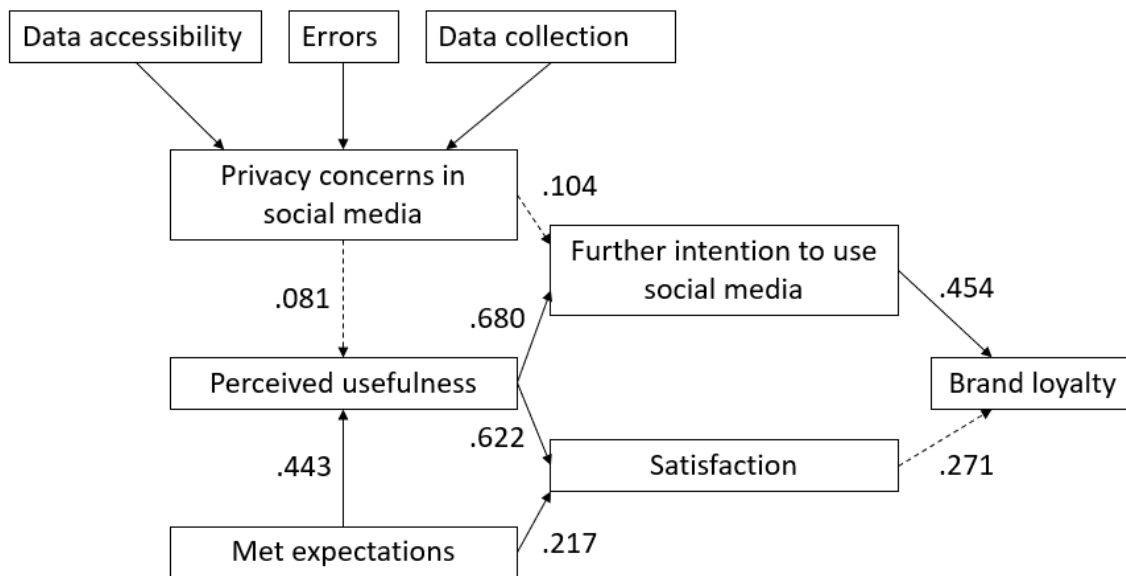 Data accessibility
Errors
Data collection
Privacy concerns in
social media
.104
Further intention to use
social media
.081
.454
.680
Perceived usefulness
Brand loyalty
.622
.443
Satisfaction
.271
Met expectations
.217